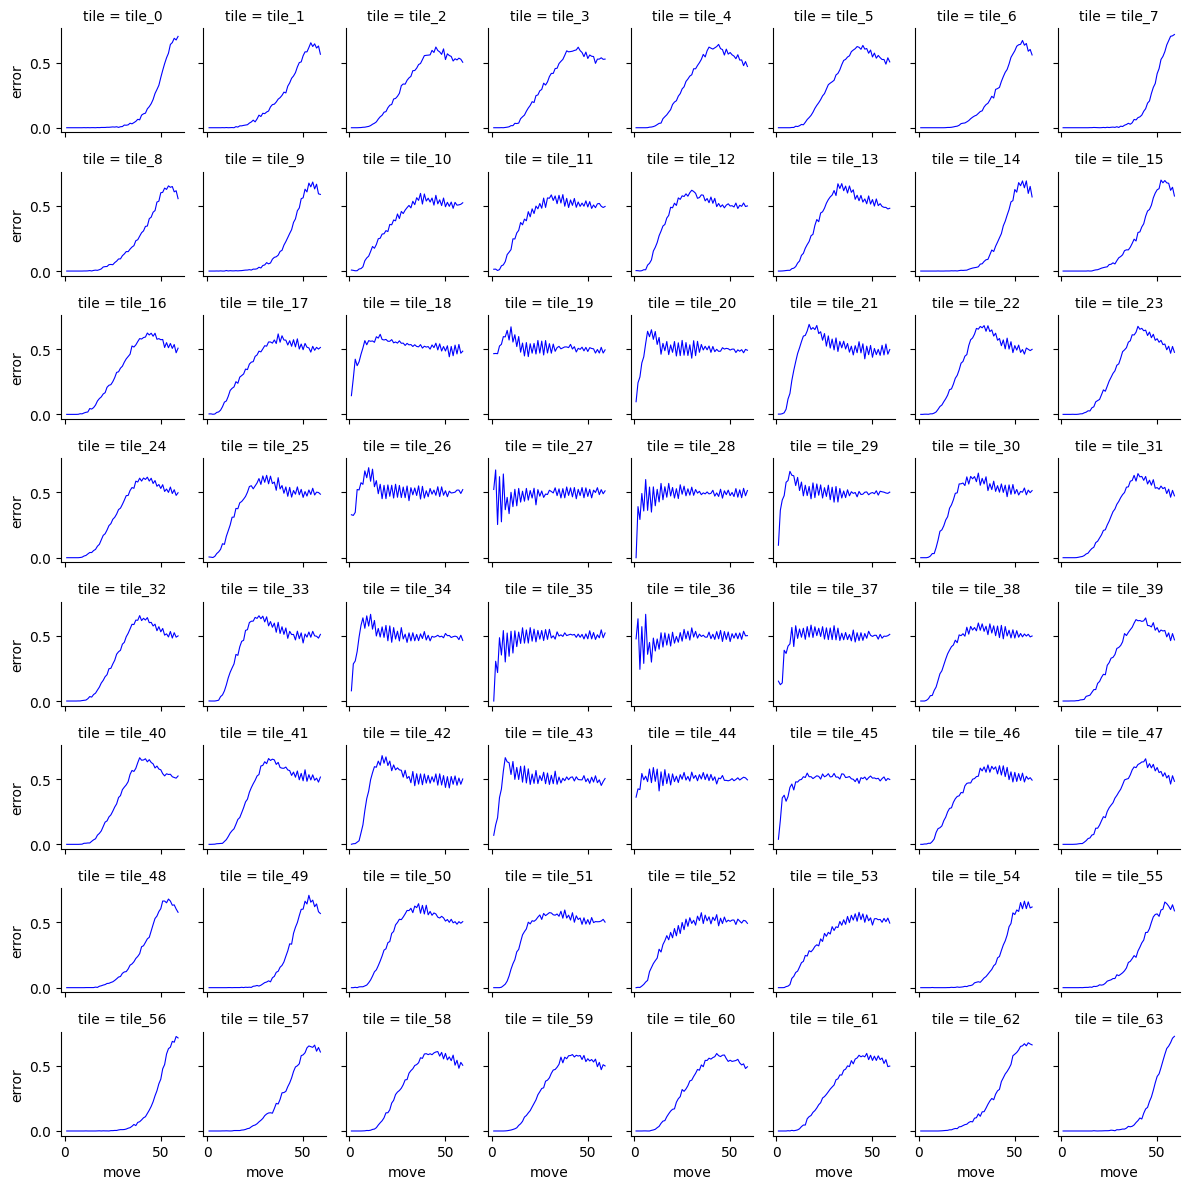 tile = tile_0 tile = tile_1 tile = tile_2 tile = tile_3 tile = tile_4 tile = tile_5 tile = tile_6 tile = tile_7
error
0.5
0.0
tile = tile_8 tile = tile_9 tile = tile_10 tile = tile_11 tile = tile_12 tile = tile_13 tile = tile_14 tile = tile_15
error
0.5
0.0
tile = tile_16 tile = tile_17 tile = tile_18 tile = tile_19 tile = tile_20 tile = tile_21 tile = tile_22 tile = tile_23
error
0.5
0.0
tile = tile_24 tile = tile_25 tile = tile_26 tile = tile_27 tile = tile_28 tile = tile_29 tile = tile_30 tile = tile_31
error
0.5
0.0
tile = tile_32 tile = tile_33 tile = tile_34 tile = tile_35 tile = tile_36 tile = tile_37 tile = tile_38 tile = tile_39
error
0.5
0.0
tile = tile_40 tile = tile_41 tile = tile_42 tile = tile_43 tile = tile_44 tile = tile_45 tile = tile_46 tile = tile_47
error
0.5
0.0
tile = tile_48 tile = tile_49 tile = tile_50 tile = tile_51 tile = tile_52 tile = tile_53 tile = tile_54 tile = tile_55
error
0.5
0.0
tile = tile_56 tile = tile_57 tile = tile_58 tile = tile_59 tile = tile_60 tile = tile_61 tile = tile_62 tile = tile_63
error
0.5
0.0
0 50 0 50 0 50 0 50 0 50 0 50 0 50 0 50
move move move move move move move move